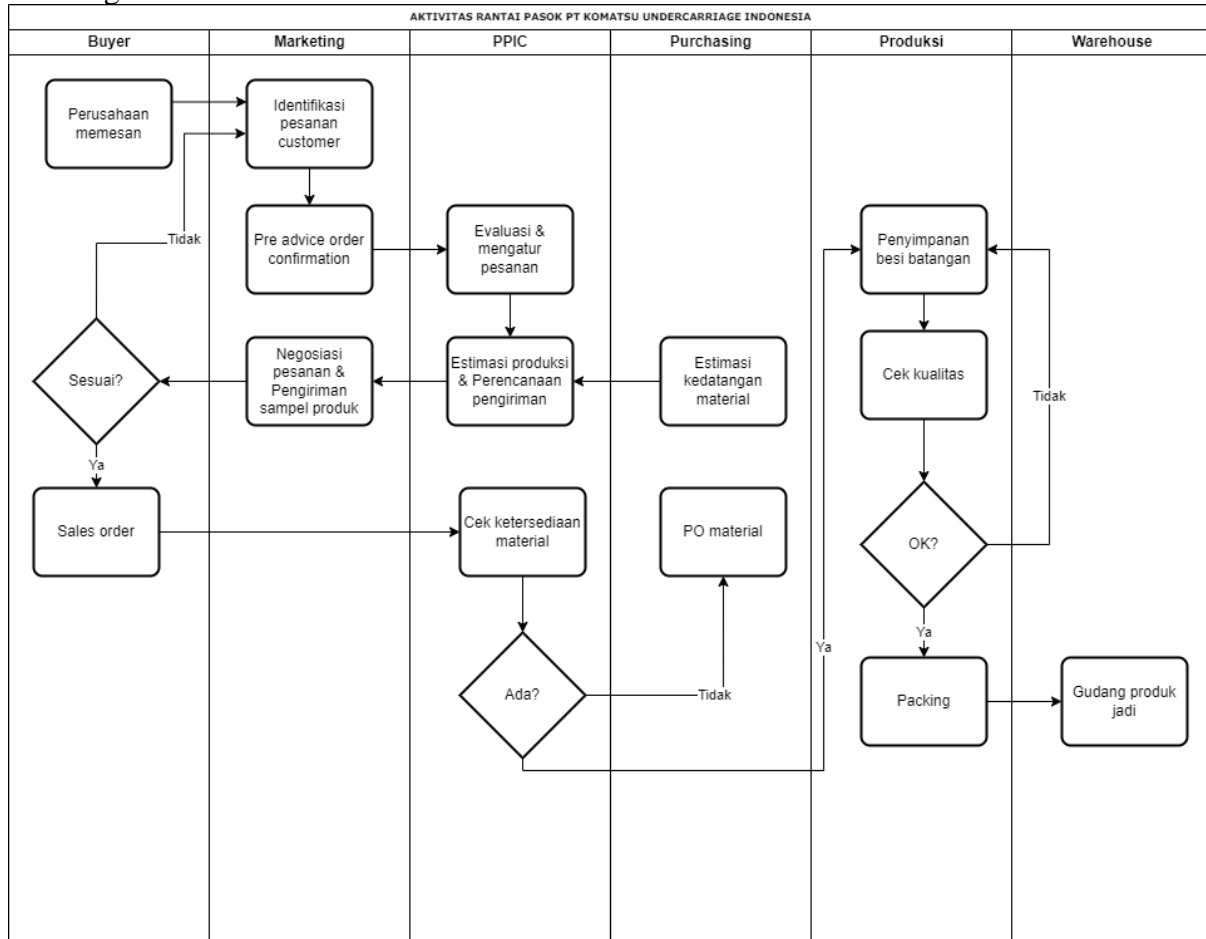 AKTIVITAS RANTAI PASOK PT KOMATSU UNDERCARRIAGE INDONESIA
Buyer
Marketing
PPIC
Purchasing
Produksi
Warehouse
Perusahaan
memesan
Identifikasi
pesanan
customer
Pre advice order
confirmation
Evaluasi &
mengatur
pesanan
Penyimpanan
besi batangan
Tidak
Sesuai?
Negosiasi
pesanan &
Pengiriman
sampel produk
Estimasi produksi
& Perencanaan
pengiriman
Estimasi
kedatangan
material
Cek kualitas
Tidak
Ya
Sales order
Cek ketersediaan
material
PO material
OK?
Ya
Ya
Ada?
Tidak
Packing
Gudang produk
jadi